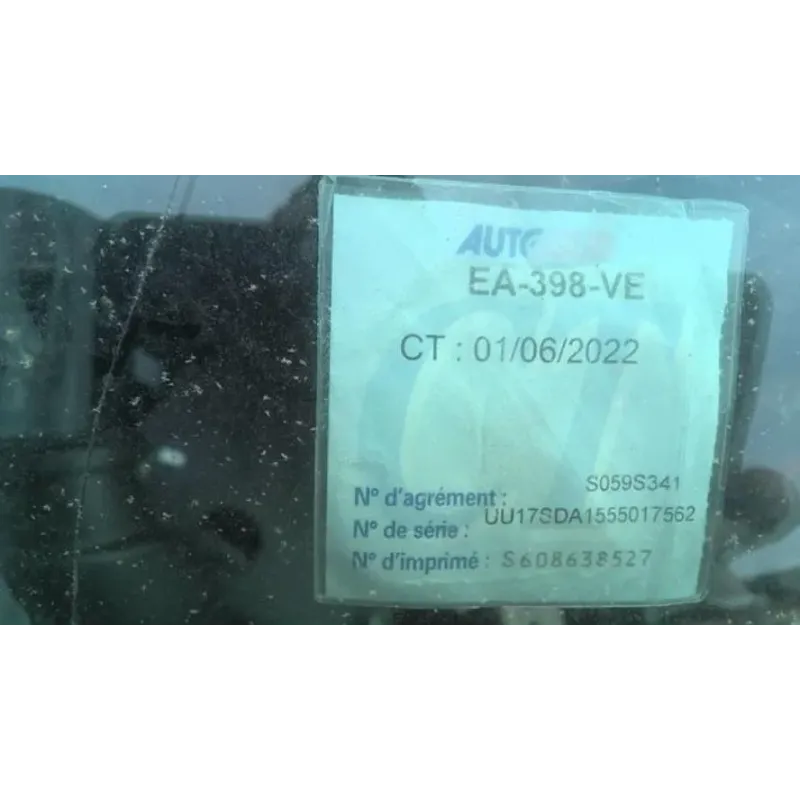 AUTO
EA-398-VE
CT : 01/06/2022
N° d'agrément : S059S341
N° de série : UU17SDA1555017562
N° d'imprimé : S608638527